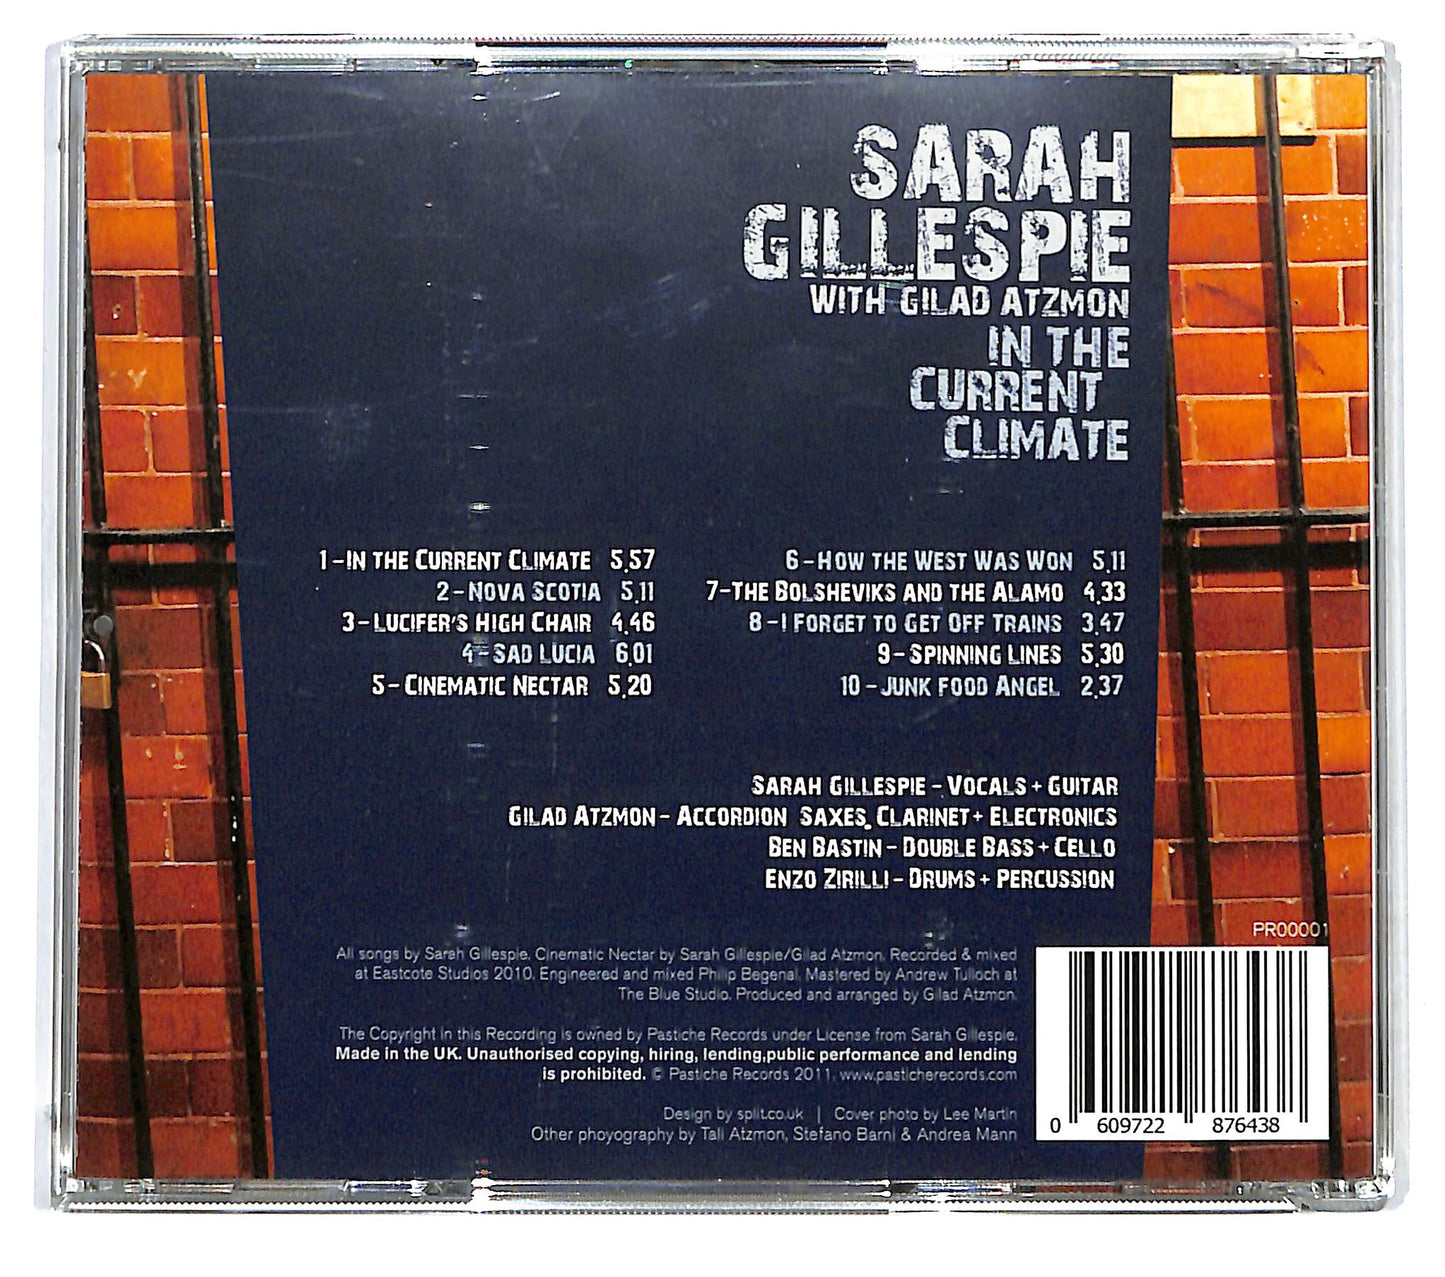 SARAH
GILLESPIE
WITH GILAD ATZMON
IN THE
CURRENT
CLIMATE
1-IN THE CURRENT CLIMATE 5.57
2-NOVA SCOTIA 5.11
3-LUCIFER'S HIGH CHAIR 4.46
4-SAD LUCIA 6.01
5-CINEMATIC NECTAR 5.20
6-HOW THE WEST WAS WON 5.11
7-THE BOLSHEVIKS AND THE ALAMO 4.33
8-I FORGET TO GET OFF TRAINS 3.47
9-SPINNING LINES 5.30
10-JUNK FOOD ANGEL 2.37
SARAH GILLESPIE - VOCALS + GUITAR
GILAD ATZMON - ACCORDION SAXES, CLARINET + ELECTRONICS
BEN BASTIN - DOUBLE BASS + CELLO
ENZO ZIRILLI - DRUMS + PERCUSSION
All songs by Sarah Gillespie. Cinematic Nectar by Sarah Gillespie/Gilad Atzmon. Recorded & mixed
at Eastcote Studios 2010. Engineered and mixed Philip Begenal. Mastered by Andrew Tulloch at
The Blue Studio. Produced and arranged by Gilad Atzmon.
The Copyright in this Recording is owned by Pastiche Records under License from Sarah Gillespie.
Made in the UK. Unauthorised copying, hiring, lending,public performance and lending
is prohibited. © Pastiche Records 2011. www.pasticherecords.com
Design by split.co.uk | Cover photo by Lee Martin
Other phoyography by Tali Atzmon, Stefano Barni & Andrea Mann
PR00001
0 609722 876438